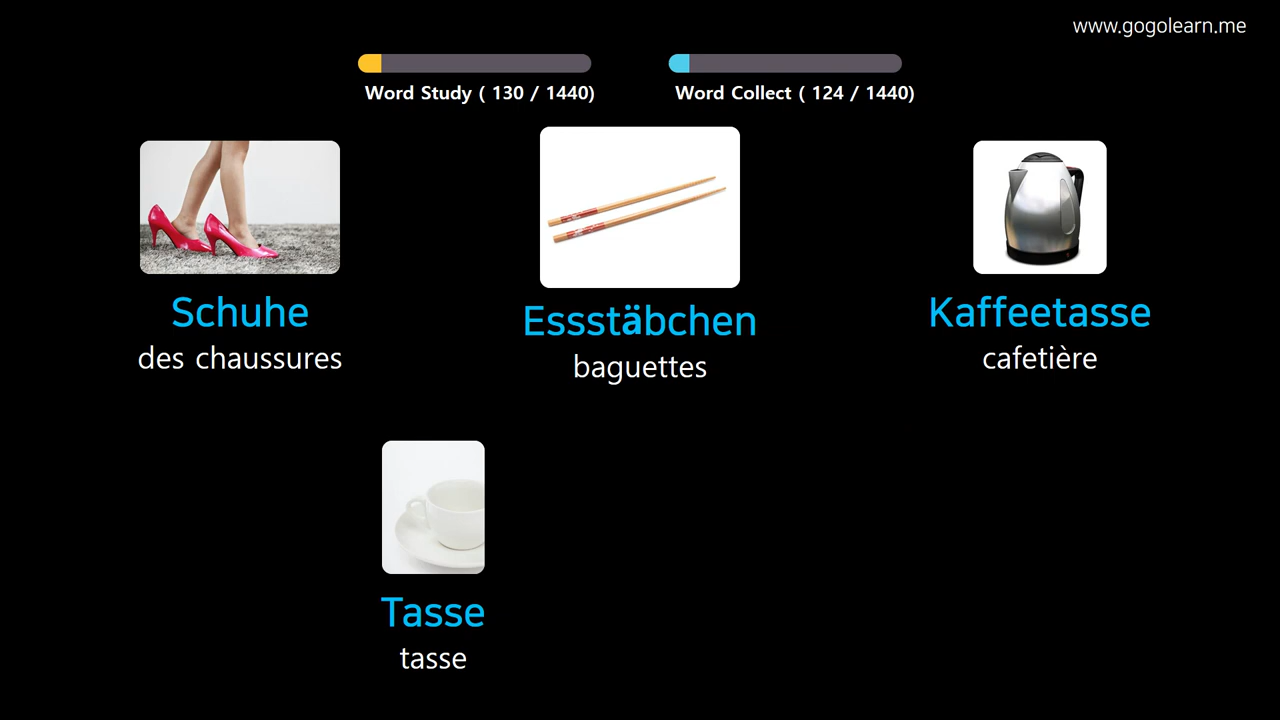 www.gogolearn.me
Word Study ( 130 / 1440)
Word Collect ( 124 / 1440)
Schuhe
des chaussures
Essstäbchen
baguettes
Kaffeetasse
cafetière
Tasse
tasse